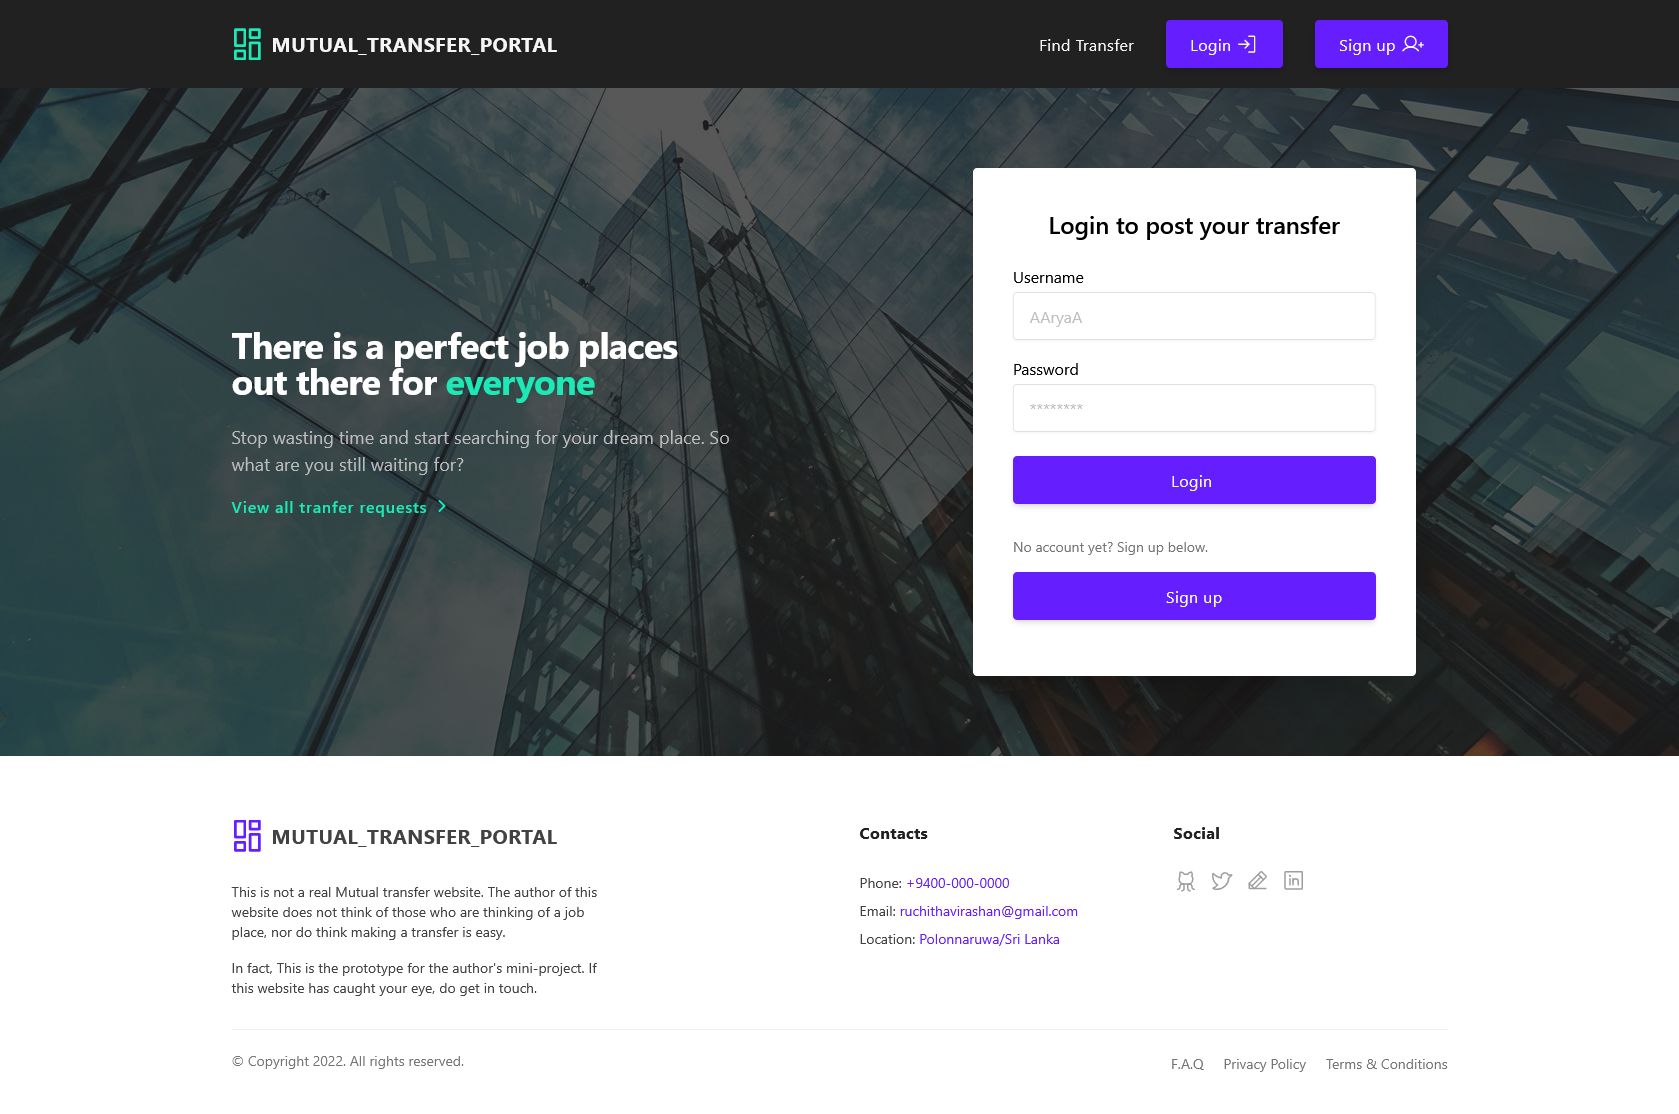 MUTUAL_TRANSFER_PORTAL
Find Transfer
Login
Sign up
There is a perfect job places
out there for everyone
Stop wasting time and start searching for your dream place. So
what are you still waiting for?
View all tranfer requests
Login to post your transfer
Username
AAryaA
Password
********
Login
No account yet? Sign up below.
Sign up
MUTUAL_TRANSFER_PORTAL
This is not a real Mutual transfer website. The author of this
website does not think of those who are thinking of a job
place, nor do think making a transfer is easy.
In fact, This is the prototype for the author's mini-project. If
this website has caught your eye, do get in touch.
Contacts
Phone: +9400-000-0000
Email: ruchithavirashan@gmail.com
Location: Polonnaruwa/Sri Lanka
Social
in
© Copyright 2022. All rights reserved.
F.A.Q
Privacy Policy
Terms & Conditions